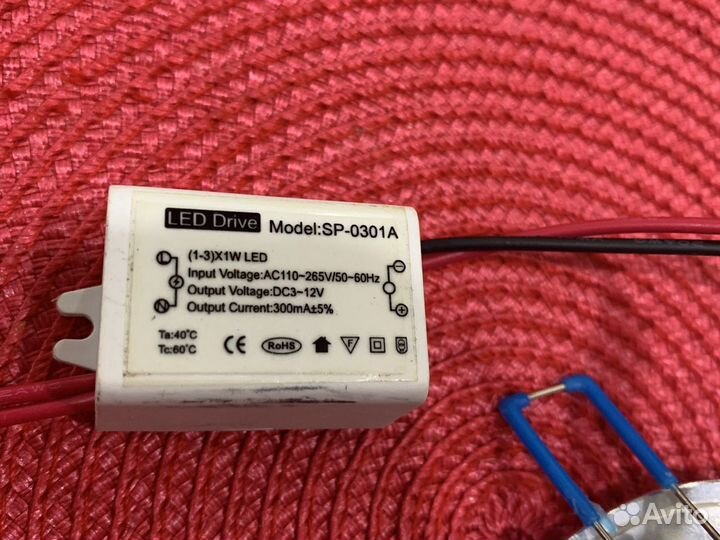 LED Drive Model:SP-0301A
(1-3)X1W LED
L Input Voltage:AC110~265V/50~60Hz
Output Voltage:DC3~12V
N Output Current:300mA±5%
Ta:40°C
Tc:60°C
CE RoHS F
Avito